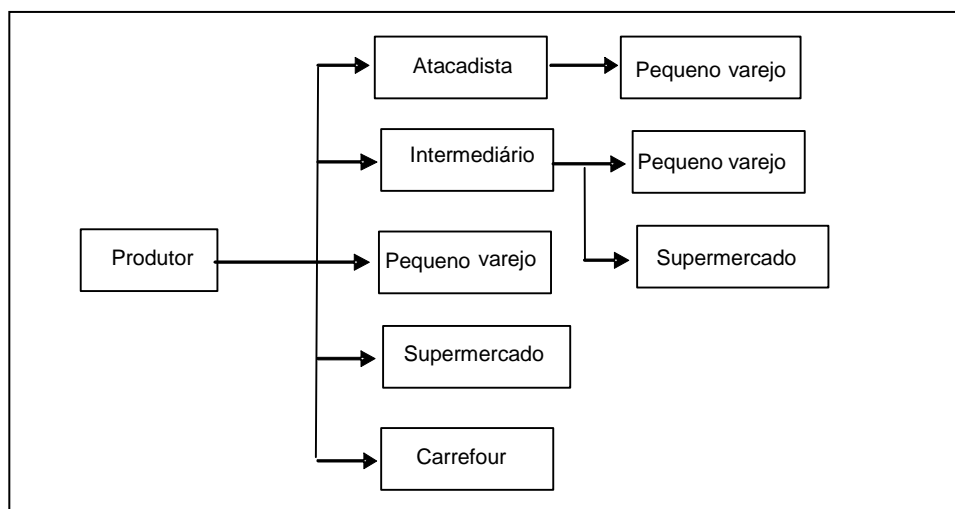 Atacadista
Pequeno varejo
Intermediário
Pequeno varejo
Produtor
Pequeno varejo
Supermercado
Supermercado
Carrefour